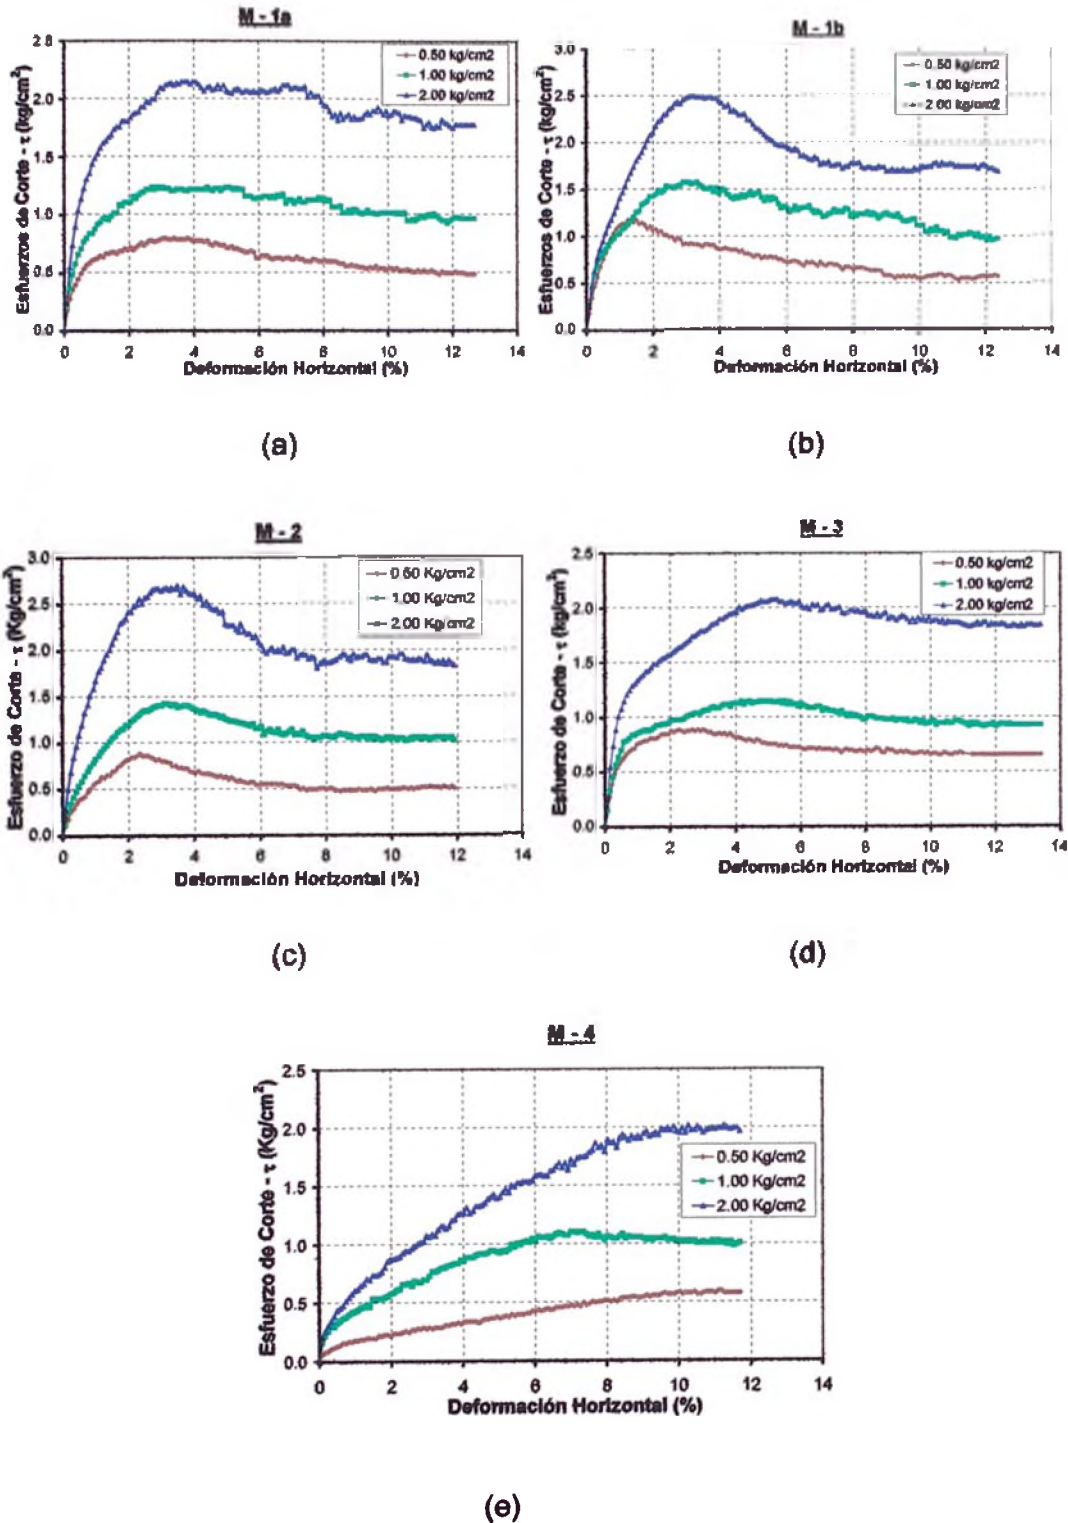 M - 1a
Esfuerzos de Corte - τ (kg/cm²)
2.5
2.0
1.5
1.0
0.5
0.0
0.50 kg/cm2
1.00 kg/cm2
2.00 kg/cm2
0 2 4 6 8 10 12 14
Deformación Horizontal (%)
(a)
M - 1b
Esfuerzos de Corte - τ (kg/cm²)
3.0
2.5
2.0
1.5
1.0
0.5
0.0
0.50 kg/cm2
1.00 kg/cm2
2.00 kg/cm2
0 2 4 6 8 10 12 14
Deformación Horizontal (%)
(b)
M - 2
Esfuerzo de Corte - τ (Kg/cm²)
3.0
2.5
2.0
1.5
1.0
0.5
0.0
0.50 Kg/cm2
1.00 Kg/cm2
2.00 Kg/cm2
0 2 4 6 8 10 12 14
Deformación Horizontal (%)
(c)
M - 3
Esfuerzo de Corte - τ (kg/cm²)
2.5
2.0
1.5
1.0
0.5
0.0
0.50 kg/cm2
1.00 kg/cm2
2.00 kg/cm2
0 2 4 6 8 10 12 14
Deformación Horizontal (%)
(d)
M - 4
Esfuerzo de Corte - τ (Kg/cm²)
2.5
2.0
1.5
1.0
0.5
0.0
0.50 Kg/cm2
1.00 Kg/cm2
2.00 Kg/cm2
0 2 4 6 8 10 12 14
Deformación Horizontal (%)
(e)